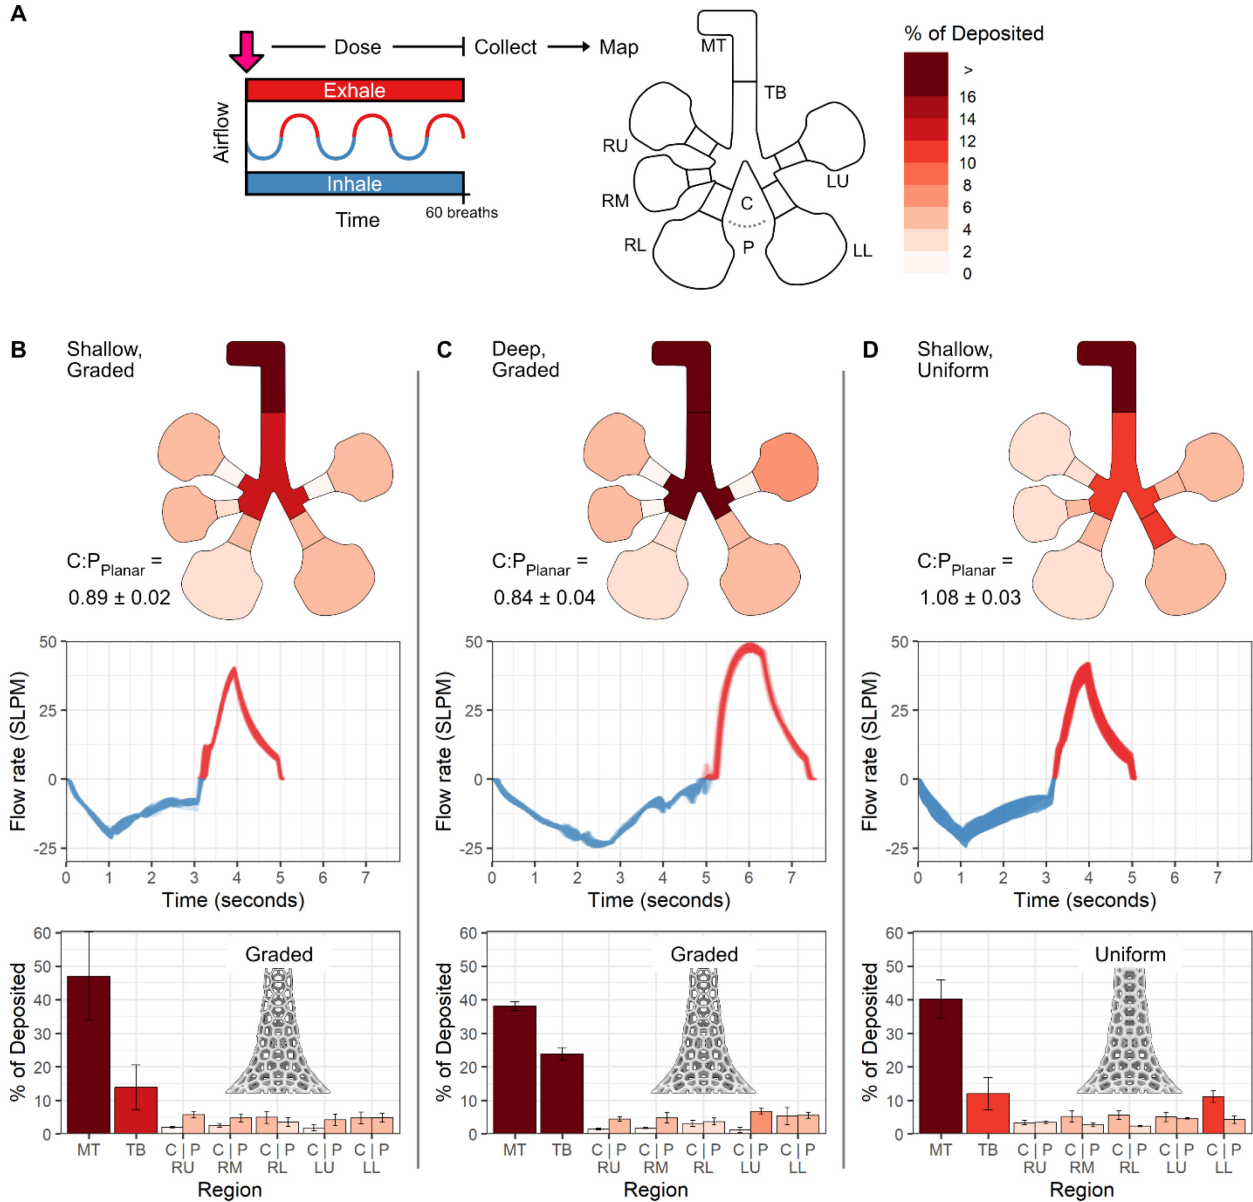 A
Dose
Collect
Map
Exhale
Airflow
Inhale
Time
60 breaths
MT
TB
RU
LU
RM
C
RL
P
LL
% of Deposited
>
16
14
12
10
8
6
4
2
0
B
Shallow,
Graded
C:PPlanar =
0.89 ± 0.02
C
Deep,
Graded
C:PPlanar =
0.84 ± 0.04
D
Shallow,
Uniform
C:PPlanar =
1.08 ± 0.03
Flow rate (SLPM)
50
25
0
-25
0 1 2 3 4 5 6 7
Time (seconds)
Flow rate (SLPM)
50
25
0
-25
0 1 2 3 4 5 6 7
Time (seconds)
Flow rate (SLPM)
50
25
0
-25
0 1 2 3 4 5 6 7
Time (seconds)
% of Deposited
60
50
40
30
20
10
0
Graded
MT TB C | P C | P C | P C | P C | P
RU RM RL LU LL
Region
% of Deposited
60
50
40
30
20
10
0
Graded
MT TB C | P C | P C | P C | P C | P
RU RM RL LU LL
Region
% of Deposited
60
50
40
30
20
10
0
Uniform
MT TB C | P C | P C | P C | P C | P
RU RM RL LU LL
Region